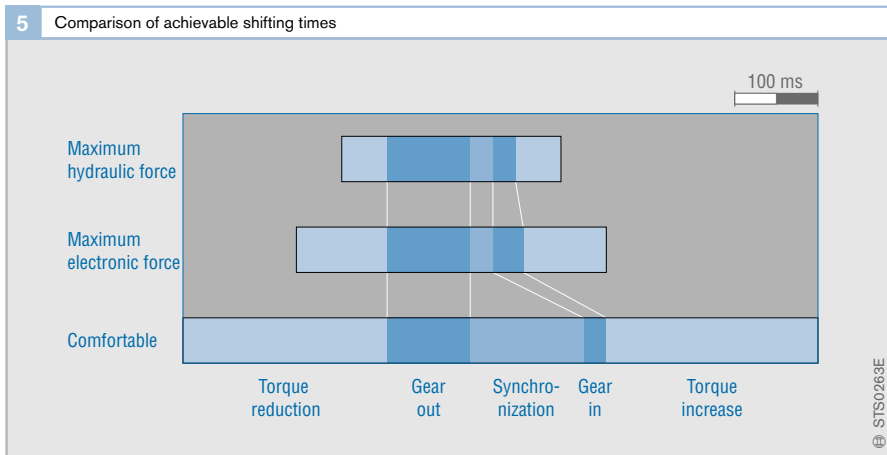 5 Comparison of achievable shifting times
100 ms
Maximum
hydraulic force
Maximum
electronic force
Comfortable
Torque
reduction
Gear
out
Synchro-
nization
Gear
in
Torque
increase
STS0263E